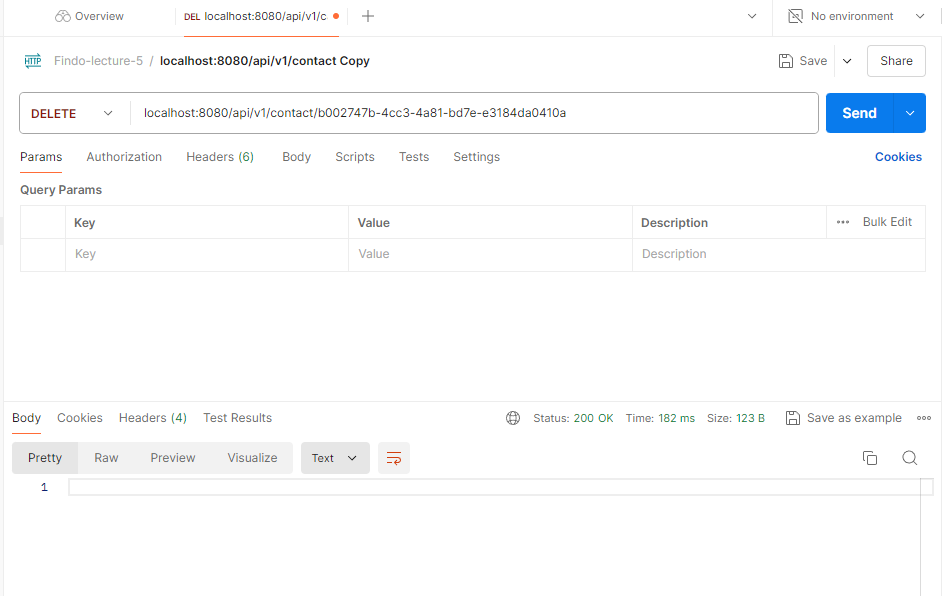 Overview DEL localhost:8080/api/v1/c No environment
HTTP Findo-lecture-5 / localhost:8080/api/v1/contact Copy Save Share
DELETE localhost:8080/api/v1/contact/b002747b-4cc3-4a81-bd7e-e3184da0410a Send
Params Authorization Headers (6) Body Scripts Tests Settings Cookies
Query Params
Key Value Description Bulk Edit
Key Value Description
Body Cookies Headers (4) Test Results Status: 200 OK Time: 182 ms Size: 123 B Save as example
Pretty Raw Preview Visualize Text
1